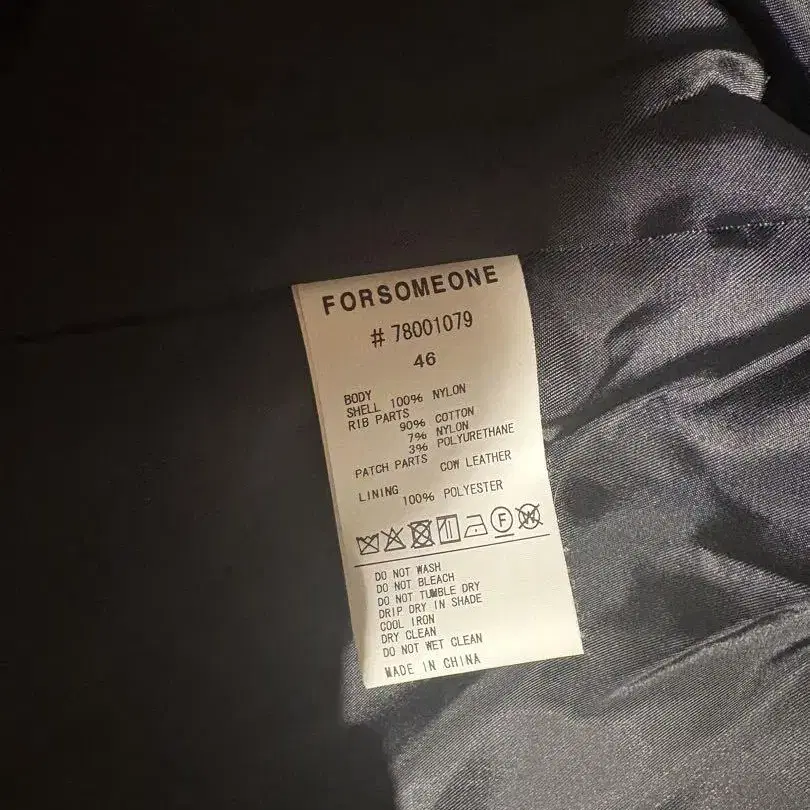 FORSOMEONE
# 78001079
46
BODY
SHELL 100% NYLON
RIB PARTS
90% COTTON
7% NYLON
3% POLYURETHANE
PATCH PARTS
COW LEATHER
LINING
100% POLYESTER
F W
DO NOT WASH
DO NOT BLEACH
DO NOT TUMBLE DRY
DRIP DRY IN SHADE
COOL IRON
DRY CLEAN
DO NOT WET CLEAN
MADE IN CHINA